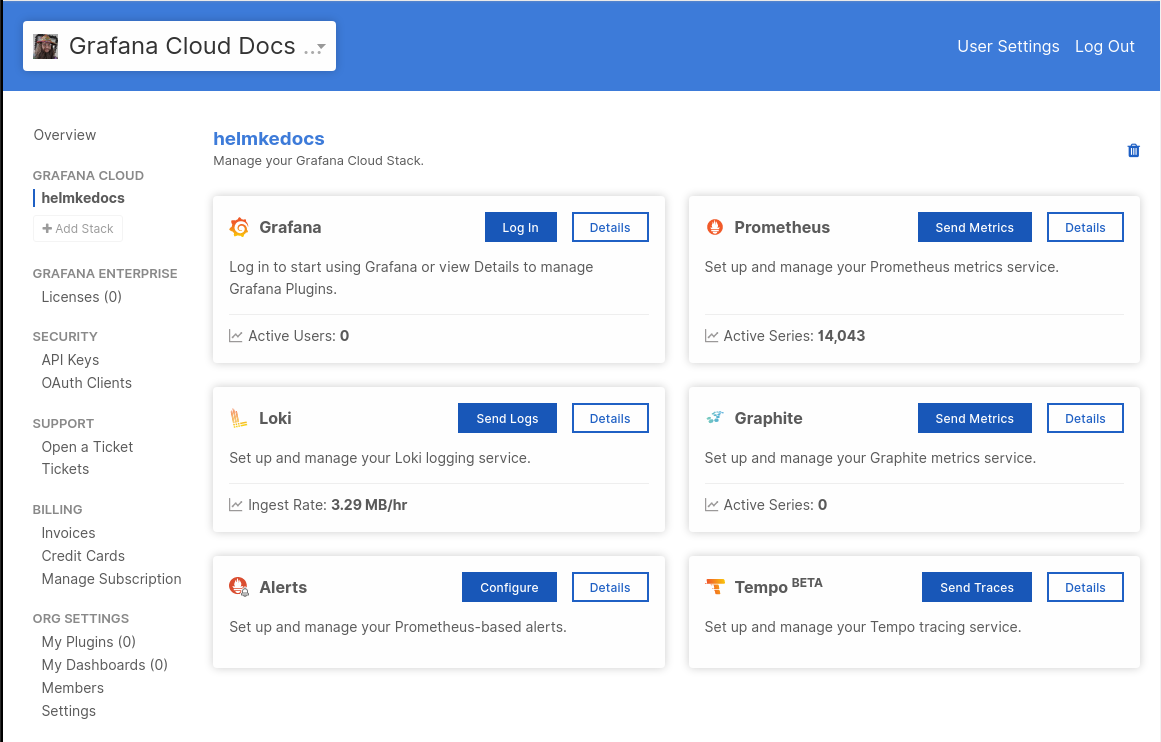 Grafana Cloud Docs ...
User Settings Log Out
Overview
GRAFANA CLOUD
helmkedocs
+ Add Stack
GRAFANA ENTERPRISE
Licenses (0)
SECURITY
API Keys
OAuth Clients
SUPPORT
Open a Ticket
Tickets
BILLING
Invoices
Credit Cards
Manage Subscription
ORG SETTINGS
My Plugins (0)
My Dashboards (0)
Members
Settings
helmkedocs
Manage your Grafana Cloud Stack.
Grafana Log In Details
Log in to start using Grafana or view Details to manage
Grafana Plugins.
Active Users: 0
Prometheus Send Metrics Details
Set up and manage your Prometheus metrics service.
Active Series: 14,043
Loki Send Logs Details
Set up and manage your Loki logging service.
Ingest Rate: 3.29 MB/hr
Graphite Send Metrics Details
Set up and manage your Graphite metrics service.
Active Series: 0
Alerts Configure Details
Set up and manage your Prometheus-based alerts.
Tempo BETA Send Traces Details
Set up and manage your Tempo tracing service.